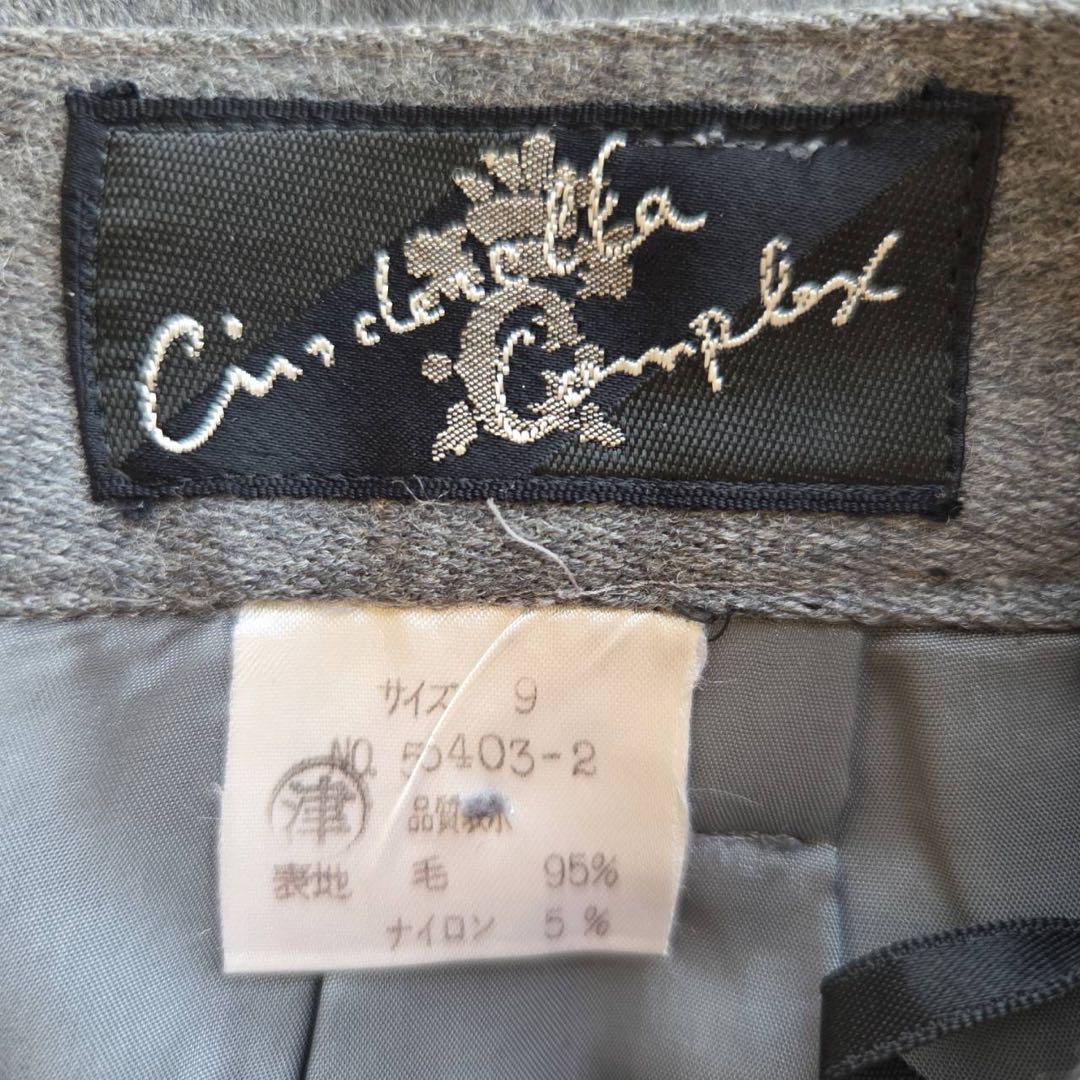 Cinderella
Complex
サイズ 9
NO. 50403-2
津
品質表示
表地 毛 95%
ナイロン 5%